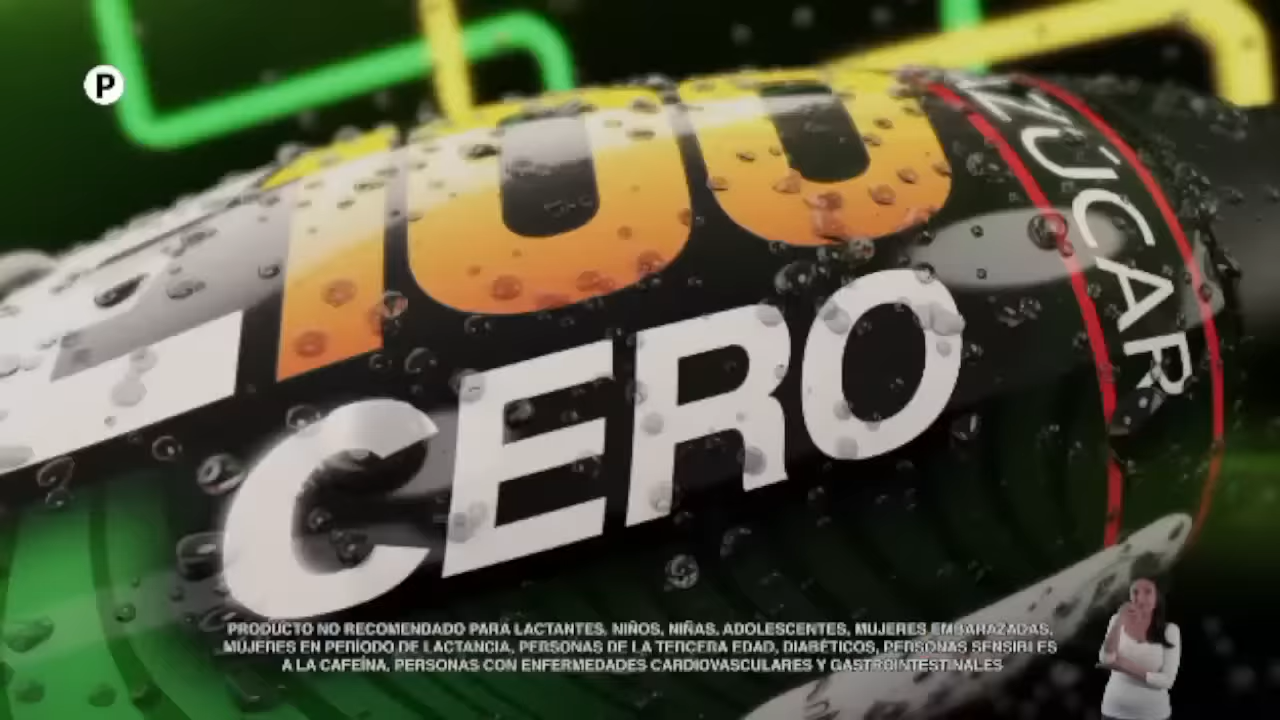 P
100
CERO
AZÚCAR
PRODUCTO NO RECOMENDADO PARA LACTANTES, NIÑOS, NIÑAS, ADOLESCENTES, MUJERES EMBARAZADAS,
MUJERES EN PERÍODO DE LACTANCIA, PERSONAS DE LA TERCERA EDAD, DIABÉTICOS, PERSONAS SENSIBLES
A LA CAFEÍNA, PERSONAS CON ENFERMEDADES CARDIOVASCULARES Y GASTROINTESTINALES